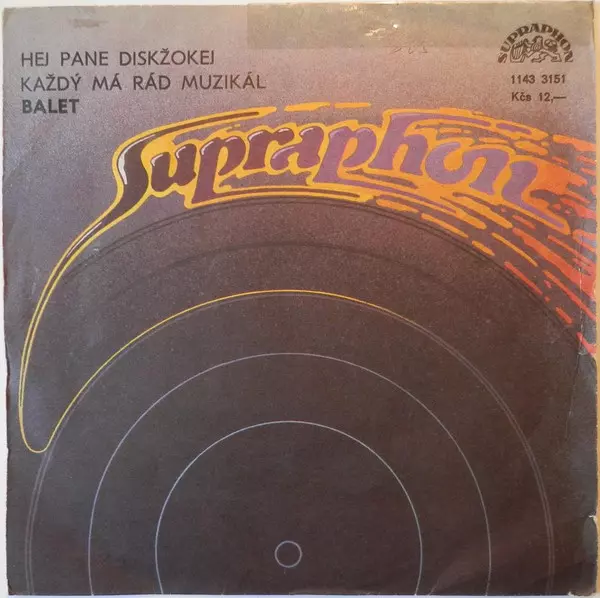 HEJ PANE DISKŽOKEJ
KAŽDÝ MÁ RÁD MUZIKÁL
BALET
SUPRAPHON
1143 3151
Kčs 12,—
Supraphon